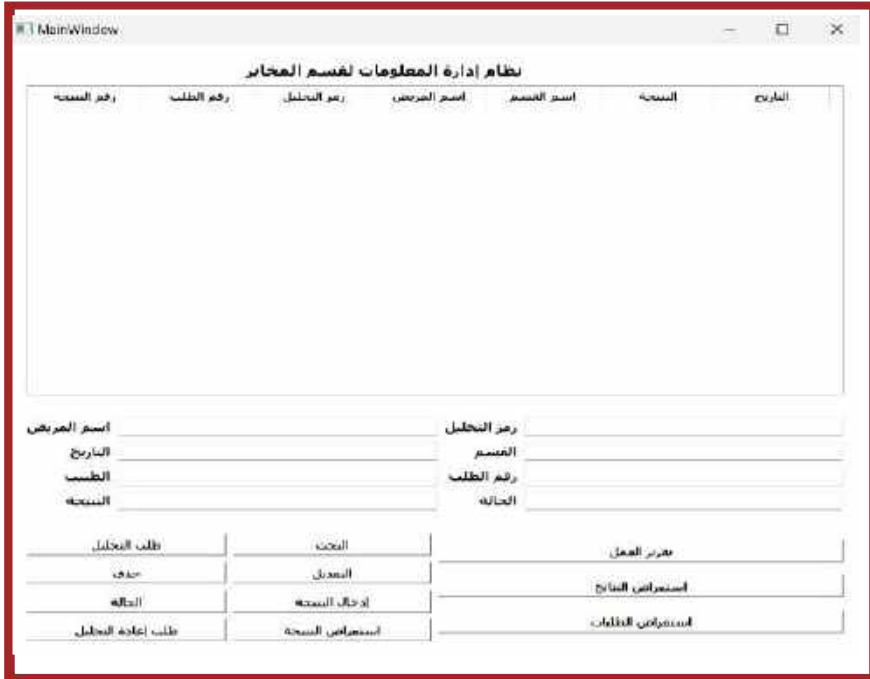 MainWindow
نظام إدارة المعلومات لقسم المخابر
رقم النتيجة رقم الطلب رمز التحليل اسم المريض اسم القسم النتيجة التاريخ
اسم المريض رمز التحليل
التاريخ القسم
الطبيب رقم الطلب
النتيجة الحالة
طلب التحليل البحث تقرير العمل
حذف التعديل استعراض النتائج
الحالة إدخال النتيجة استعراض الطلبات
طلب إعادة التحليل استعراض النتيجة